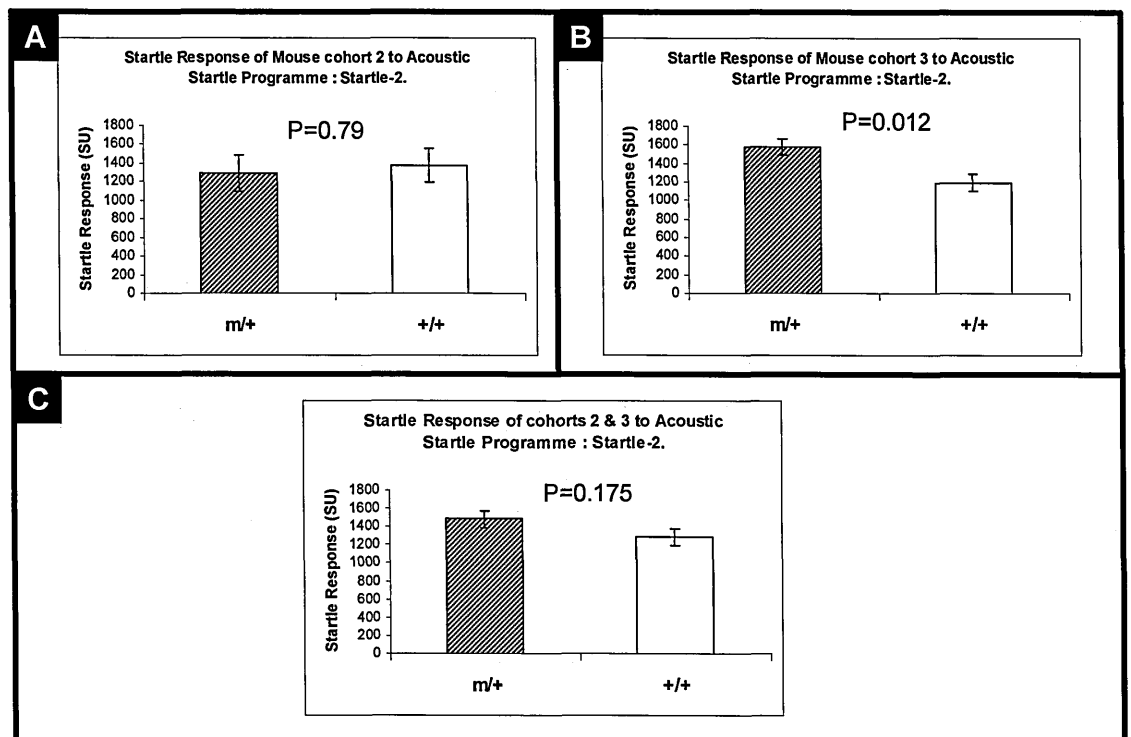 A
Startle Response of Mouse cohort 2 to Acoustic
Startle Programme : Startle-2.
P=0.79
Startle Response (SU)
1800
1600
1400
1200
1000
800
600
400
200
0
m/+
+/+
B
Startle Response of Mouse cohort 3 to Acoustic
Startle Programme : Startle-2.
P=0.012
Startle Response (SU)
1800
1600
1400
1200
1000
800
600
400
200
0
m/+
+/+
C
Startle Response of cohorts 2 & 3 to Acoustic
Startle Programme : Startle-2.
P=0.175
Startle Response (SU)
1800
1600
1400
1200
1000
800
600
400
200
0
m/+
+/+